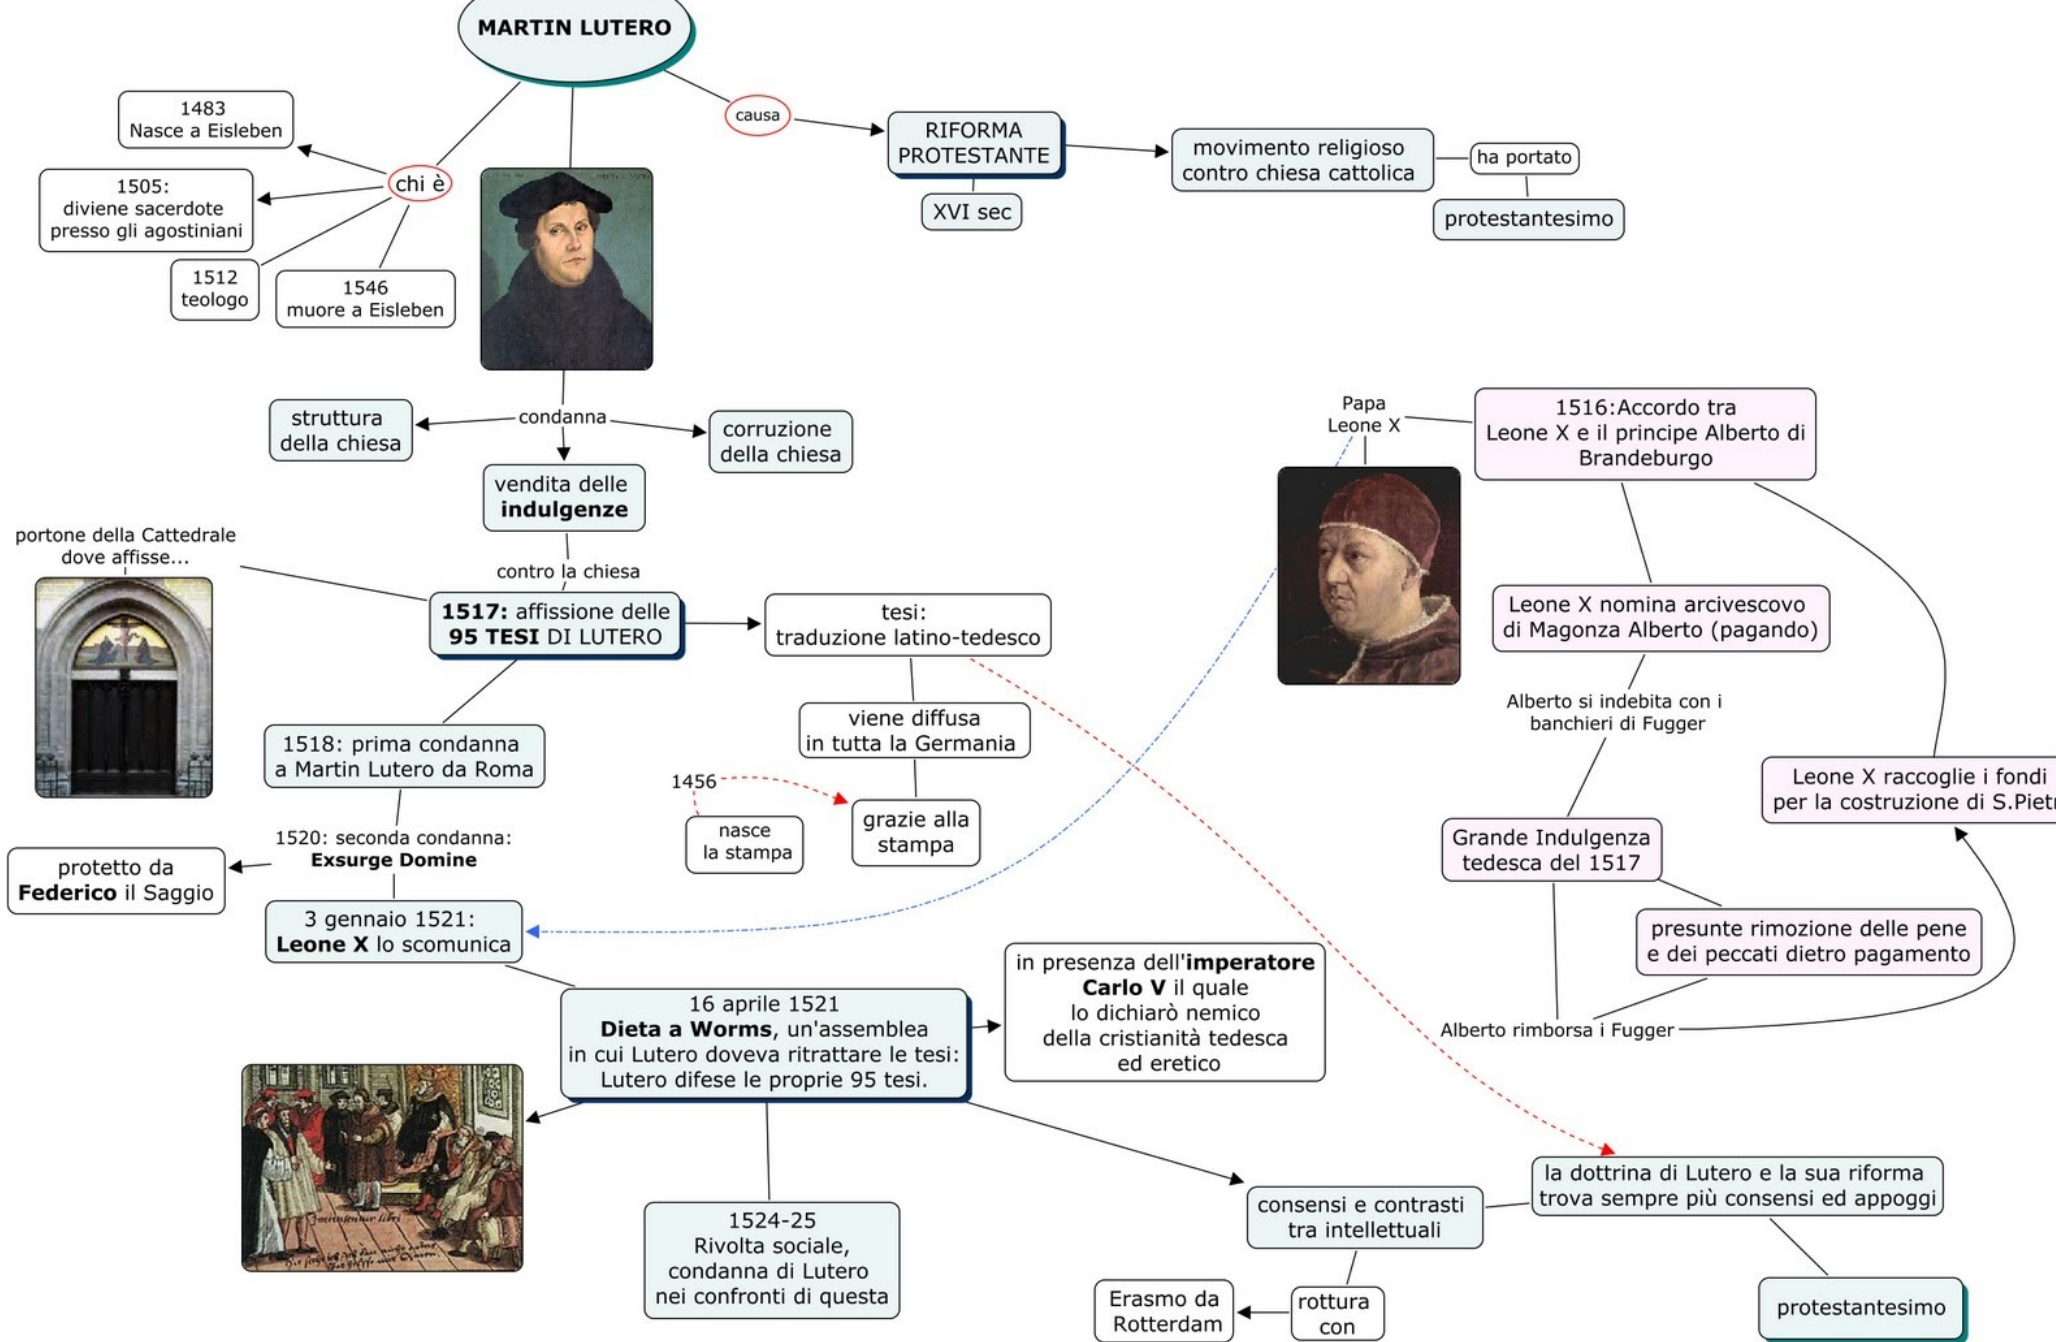 MARTIN LUTERO
causa
1483
Nasce a Eisleben
chi è
1505:
diviene sacerdote
presso gli agostiniani
1512
teologo
1546
muore a Eisleben
RIFORMA
PROTESTANTE
XVI sec
movimento religioso
contro chiesa cattolica
ha portato
protestantesimo
condanna
struttura
della chiesa
corruzione
della chiesa
vendita delle
indulgenze
contro la chiesa
portone della Cattedrale
dove affisse...
1517: affissione delle
95 TESI DI LUTERO
tesi:
traduzione latino-tedesco
viene diffusa
in tutta la Germania
1456
nasce
la stampa
grazie alla
stampa
1518: prima condanna
a Martin Lutero da Roma
1520: seconda condanna:
Exsurge Domine
protetto da
Federico il Saggio
3 gennaio 1521:
Leone X lo scomunica
16 aprile 1521
Dieta a Worms, un'assemblea
in cui Lutero doveva ritrattare le tesi:
Lutero difese le proprie 95 tesi.
in presenza dell'imperatore
Carlo V il quale
lo dichiarò nemico
della cristianità tedesca
ed eretico
1524-25
Rivolta sociale,
condanna di Lutero
nei confronti di questa
consensi e contrasti
tra intellettuali
rottura
con
Erasmo da
Rotterdam
la dottrina di Lutero e la sua riforma
trova sempre più consensi ed appoggi
protestantesimo
Papa
Leone X
1516:Accordo tra
Leone X e il principe Alberto di
Brandeburgo
Leone X nomina arcivescovo
di Magonza Alberto (pagando)
Alberto si indebita con i
banchieri di Fugger
Leone X raccoglie i fondi
per la costruzione di S.Pietr
Grande Indulgenza
tedesca del 1517
presunte rimozione delle pene
e dei peccati dietro pagamento
Alberto rimborsa i Fugger